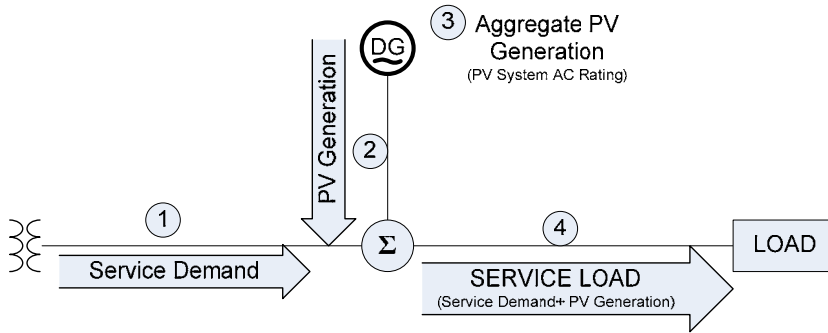 3
Aggregate PV
Generation
(PV System AC Rating)
DG
PV Generation
2
1
Service Demand
Σ
4
LOAD
SERVICE LOAD
(Service Demand+ PV Generation)